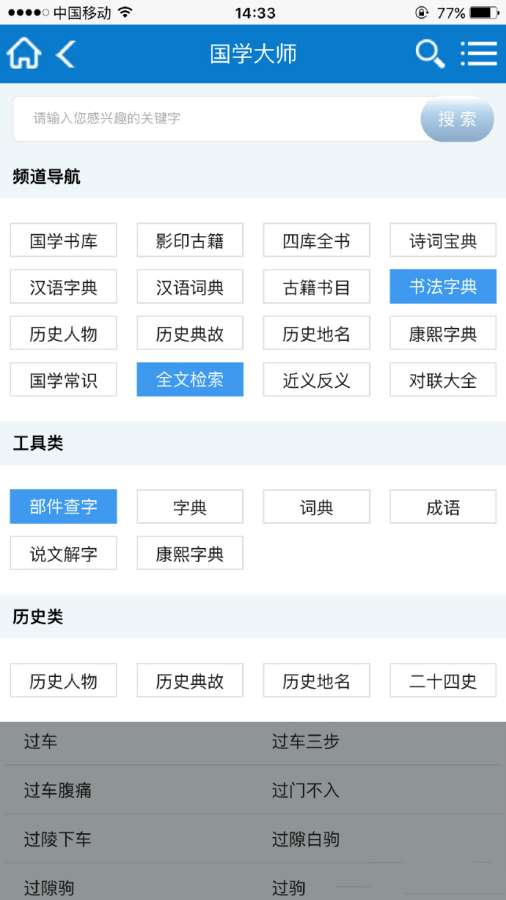 中国移动 14:33 77%
国学大师
请输入您感兴趣的关键字 搜 索
频道导航
国学书库 影印古籍 四库全书 诗词宝典
汉语字典 汉语词典 古籍书目 书法字典
历史人物 历史典故 历史地名 康熙字典
国学常识 全文检索 近义反义 对联大全
工具类
部件查字 字典 词典 成语
说文解字 康熙字典
历史类
历史人物 历史典故 历史地名 二十四史
过车 过车三步
过车腹痛 过门不入
过陵下车 过隙白驹
过隙驹 过驹